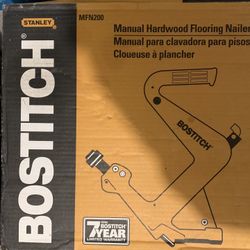 STANLEY
MFN200
Manual Hardwood Flooring Nailer
Manual para clavadora para pisos
Cloueuse à plancher
BOSTITCH
BOSTITCH
7 YEAR
BOSTITCH
LIMITED WARRANTY